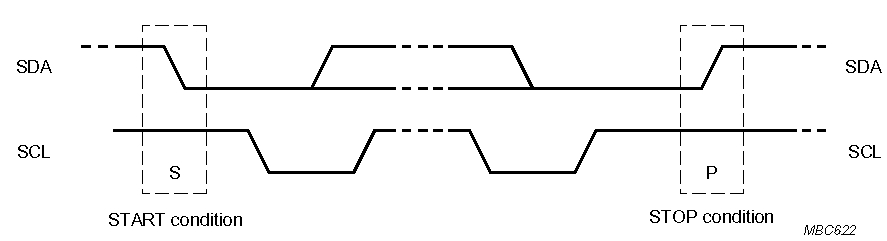 SDA
SDA
SCL
S
P
SCL
START condition
STOP condition
MBC622